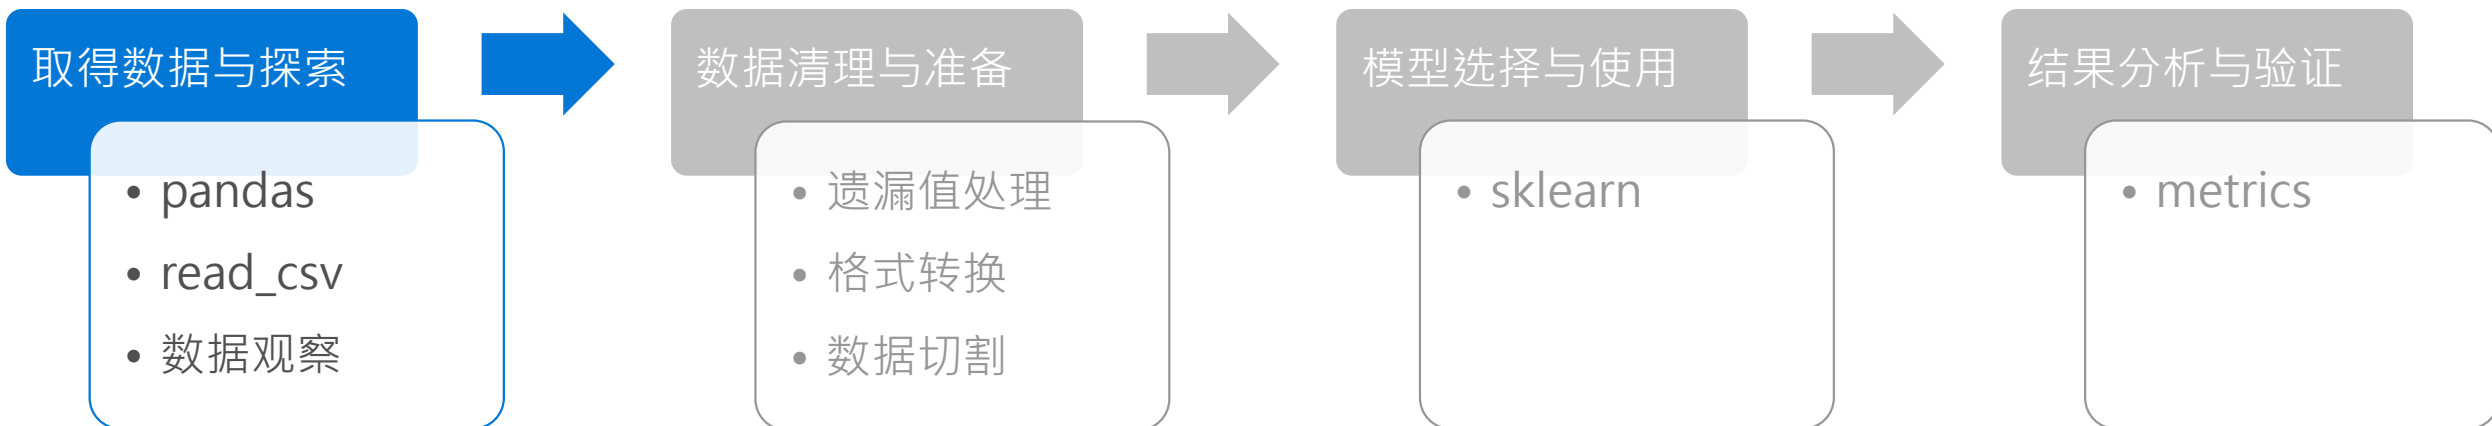 取得数据与探索
• pandas
• read_csv
• 数据观察
数据清理与准备
• 遗漏值处理
• 格式转换
• 数据切割
模型选择与使用
• sklearn
结果分析与验证
• metrics